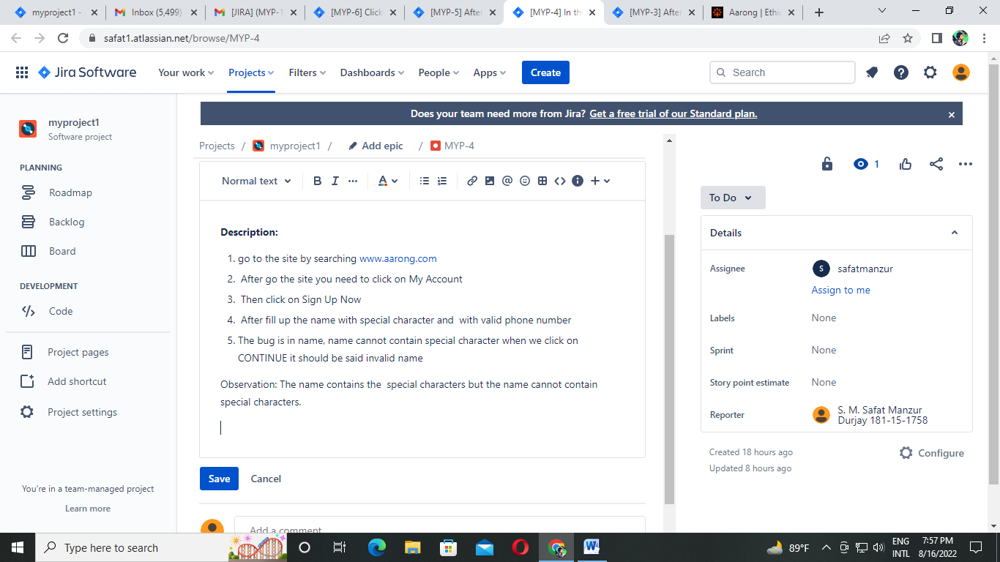 myproject1 -
Inbox (5,499)
[JIRA] (MYP-1
[MYP-6] Click
[MYP-5] After
[MYP-4] In th
[MYP-3] After
Aarong | Ethic
safat1.atlassian.net/browse/MYP-4
Jira Software
Your work
Projects
Filters
Dashboards
People
Apps
Create
Search
myproject1
Software project
PLANNING
Roadmap
Backlog
Board
DEVELOPMENT
Code
Project pages
Add shortcut
Project settings
You're in a team-managed project
Learn more
Does your team need more from Jira? Get a free trial of our Standard plan.
Projects / myproject1 / Add epic / MYP-4
Normal text
Description:
1. go to the site by searching www.aarong.com
2. After go the site you need to click on My Account
3. Then click on Sign Up Now
4. After fill up the name with special character and with valid phone number
5. The bug is in name, name cannot contain special character when we click on
CONTINUE it should be said invalid name
Observation: The name contains the special characters but the name cannot contain
special characters.
Save
Cancel
Add a comment
1
To Do
Details
Assignee
S
safatmanzur
Assign to me
Labels
None
Sprint
None
Story point estimate
None
Reporter
S. M. Safat Manzur
Durjay 181-15-1758
Created 18 hours ago
Updated 8 hours ago
Configure
Type here to search
89°F
ENG
INTL
7:57 PM
8/16/2022